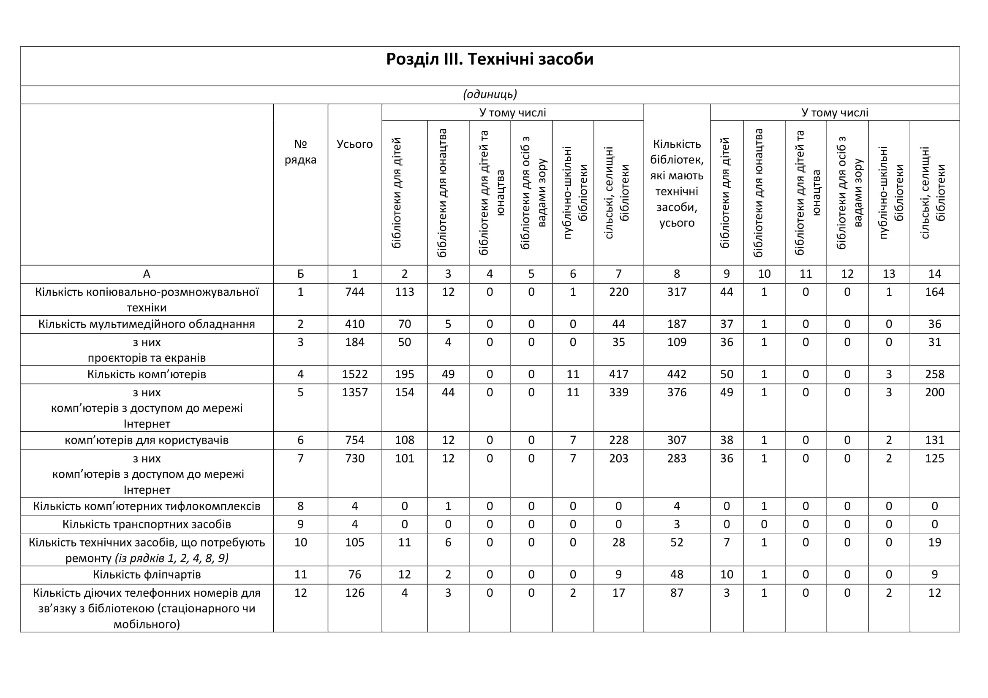 Розділ ІІІ. Технічні засоби
(одиниць)
№ рядка
Усього
У тому числі
бібліотеки для дітей
бібліотеки для юнацтва
бібліотеки для дітей та юнацтва
бібліотеки для осіб з вадами зору
публічно-шкільні бібліотеки
сільські, селищні бібліотеки
Кількість бібліотек, які мають технічні засоби, усього
У тому числі
бібліотеки для дітей
бібліотеки для юнацтва
бібліотеки для дітей та юнацтва
бібліотеки для осіб з вадами зору
публічно-шкільні бібліотеки
сільські, селищні бібліотеки
А Б 1 2 3 4 5 6 7 8 9 10 11 12 13 14
Кількість копіювально-розмножувальної 1 744 113 12 0 0 1 220 317 44 1 0 0 1 164
техніки
Кількість мультимедійного обладнання 2 410 70 5 0 0 0 44 187 37 1 0 0 0 36
з них 3 184 50 4 0 0 0 35 109 36 1 0 0 0 31
проєкторів та екранів
Кількість комп’ютерів 4 1522 195 49 0 0 11 417 442 50 1 0 0 3 258
з них 5 1357 154 44 0 0 11 339 376 49 1 0 0 3 200
комп’ютерів з доступом до мережі
Інтернет
комп’ютерів для користувачів 6 754 108 12 0 0 7 228 307 38 1 0 0 2 131
з них 7 730 101 12 0 0 7 203 283 36 1 0 0 2 125
комп’ютерів з доступом до мережі
Інтернет
Кількість комп’ютерних тифлокомплексів 8 4 0 1 0 0 0 0 4 0 1 0 0 0 0
Кількість транспортних засобів 9 4 0 0 0 0 0 0 3 0 0 0 0 0 0
Кількість технічних засобів, що потребують 10 105 11 6 0 0 0 28 52 7 1 0 0 0 19
ремонту (із рядків 1, 2, 4, 8, 9)
Кількість фліпчартів 11 76 12 2 0 0 0 9 48 10 1 0 0 0 9
Кількість діючих телефонних номерів для 12 126 4 3 0 0 2 17 87 3 1 0 0 2 12
зв’язку з бібліотекою (стаціонарного чи
мобільного)